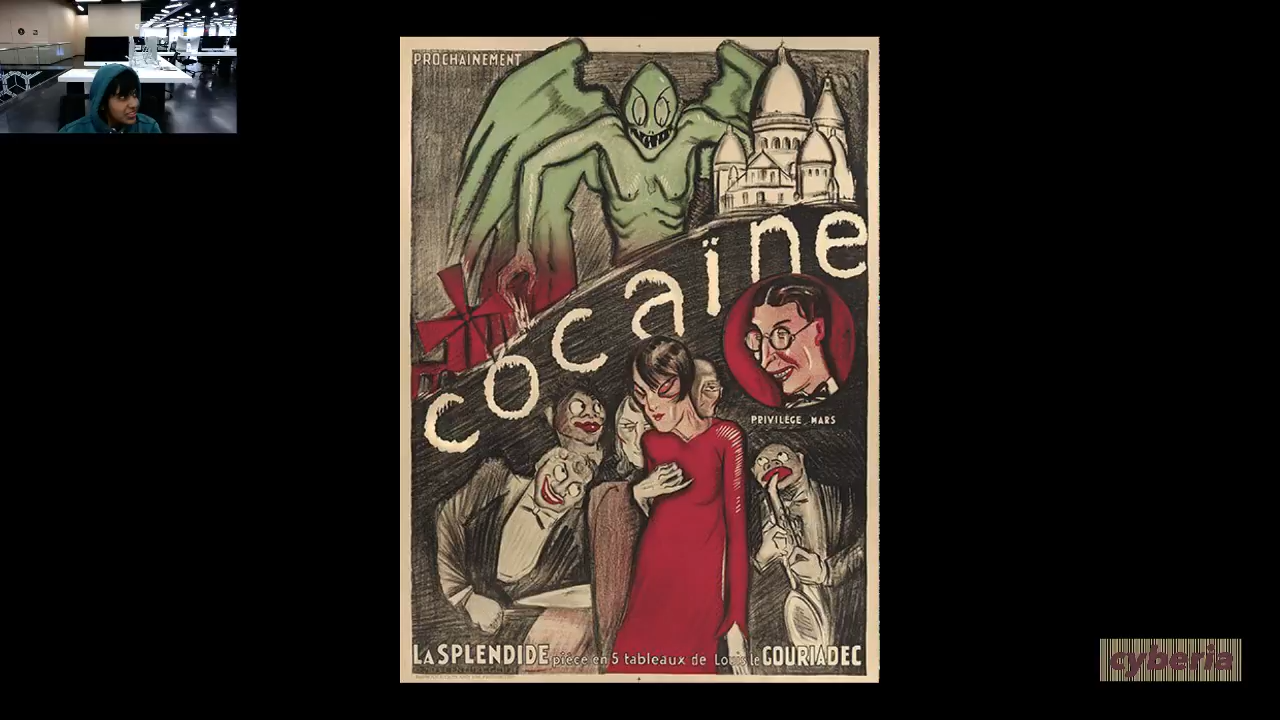 PROCHAINEMENT
cocaïne
PRIVILÈGE MARS
LA SPLENDIDE pièce en 5 tableaux de Louis le GOURIADEC
cyberia